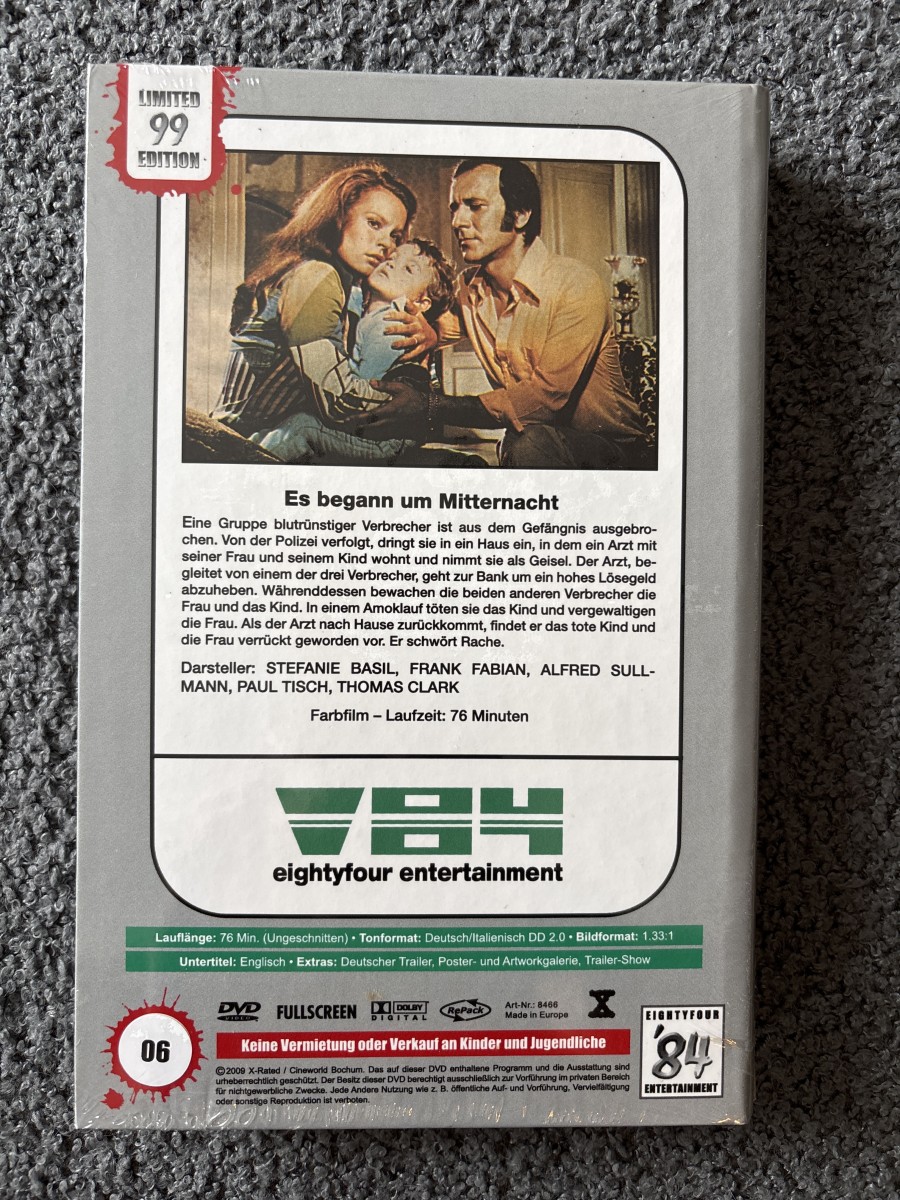 LIMITED
99
EDITION
Es begann um Mitternacht
Eine Gruppe blutrünstiger Verbrecher ist aus dem Gefängnis ausgebro-
chen. Von der Polizei verfolgt, dringt sie in ein Haus ein, in dem ein Arzt mit
seiner Frau und seinem Kind wohnt und nimmt sie als Geisel. Der Arzt, be-
gleitet von einem der drei Verbrecher, geht zur Bank um ein hohes Lösegeld
abzuheben. Währenddessen bewachen die beiden anderen Verbrecher die
Frau und das Kind. In einem Amoklauf töten sie das Kind und vergewaltigen
die Frau. Als der Arzt nach Hause zurückkommt, findet er das tote Kind und
die Frau verrückt geworden vor. Er schwört Rache.
Darsteller: STEFANIE BASIL, FRANK FABIAN, ALFRED SULL-
MANN, PAUL TISCH, THOMAS CLARK
Farbfilm – Laufzeit: 76 Minuten
V84
eightyfour entertainment
Lauflänge: 76 Min. (Ungeschnitten) • Tonformat: Deutsch/Italienisch DD 2.0 • Bildformat: 1.33:1
Untertitel: Englisch • Extras: Deutscher Trailer, Poster- und Artworkgalerie, Trailer-Show
DVD VIDEO
FULLSCREEN
DOLBY DIGITAL
RePack
Art-Nr.: 8466
Made in Europe
X
06
Keine Vermietung oder Verkauf an Kinder und Jugendliche
©2009 X-Rated / Cineworld Bochum. Das auf dieser DVD enthaltene Programm und die Ausstattung sind
urheberrechtlich geschützt. Der Besitz dieser DVD berechtigt ausschließlich zur Vorführung im privaten Bereich
für nichtgewerbliche Zwecke. Jede Andere Nutzung wie z. B. öffentliche Auf- und Vorführung, Vervielfältigung
oder sonstige Reproduktion ist verboten.
EIGHTYFOUR
'84
ENTERTAINMENT